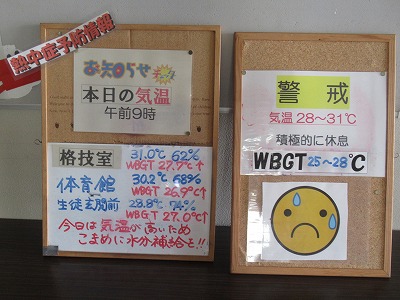 熱中症予防情報
お知らせ
本日の気温
午前9時
格技室 31.0℃ 62%
WBGT 27.7℃↑
体育館 30.2℃ 68%
WBGT 26.9℃↑
生徒玄関前 28.8℃ 74%
WBGT 27.0℃↑
今日は気温が高いため
こまめに水分補給を!!
警戒
気温 28〜31℃
積極的に休息
WBGT 25〜28℃